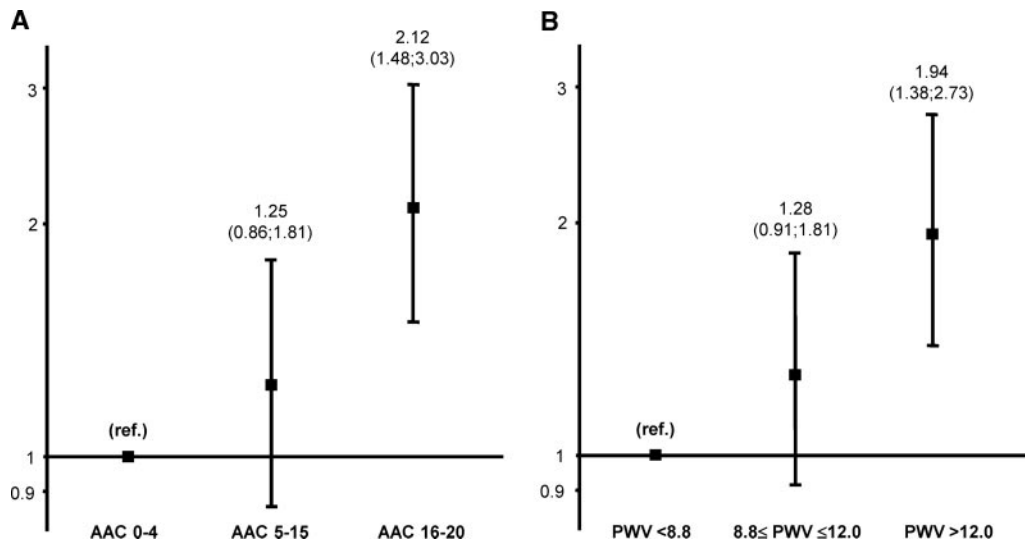 A
2.12
(1.48;3.03)
3
1.25
(0.86;1.81)
2
(ref.)
1
0.9
AAC 0-4 AAC 5-15 AAC 16-20
B
1.94
(1.38;2.73)
3
1.28
(0.91;1.81)
2
(ref.)
1
0.9
PWV <8.8 8.8≤ PWV ≤12.0 PWV >12.0